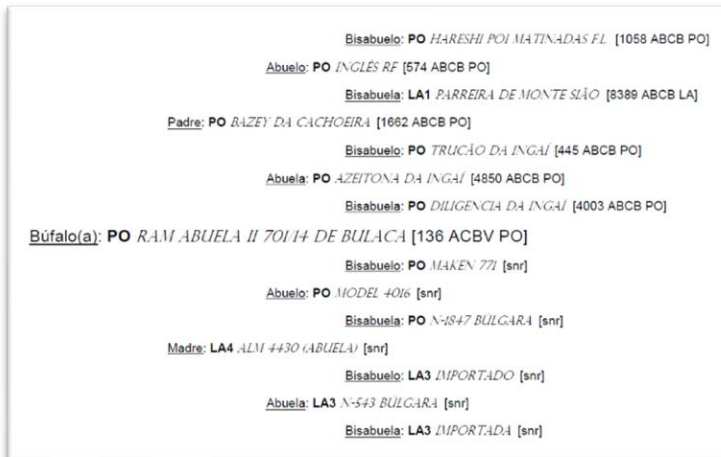 Bisabuelo: PO HARESHI POI MATINADAS F.L. [1058 ABCB PO]
Abuelo: PO INGLÉS RF [574 ABCB PO]
Bisabuela: LA1 PARREIRA DE MONTE SIÃO [8389 ABCB LA]
Padre: PO BAZEY DA CACHOEIRA [1662 ABCB PO]
Bisabuelo: PO TRUCÃO DA INGAÍ [445 ABCB PO]
Abuela: PO AZEITONA DA INGAÍ [4850 ABCB PO]
Bisabuela: PO DILIGENCIA DA INGAÍ [4003 ABCB PO]
Búfalo(a): PO RAM ABUELA II 701/14 DE BULACA [136 ACBV PO]
Bisabuelo: PO MAKEN 771 [snr]
Abuelo: PO MODEL 4016 [snr]
Bisabuela: PO N-1847 BÚLGARA [snr]
Madre: LA4 ALM 4430 (ABUELA) [snr]
Bisabuelo: LA3 IMPORTADO [snr]
Abuela: LA3 N-543 BÚLGARA [snr]
Bisabuela: LA3 IMPORTADA [snr]